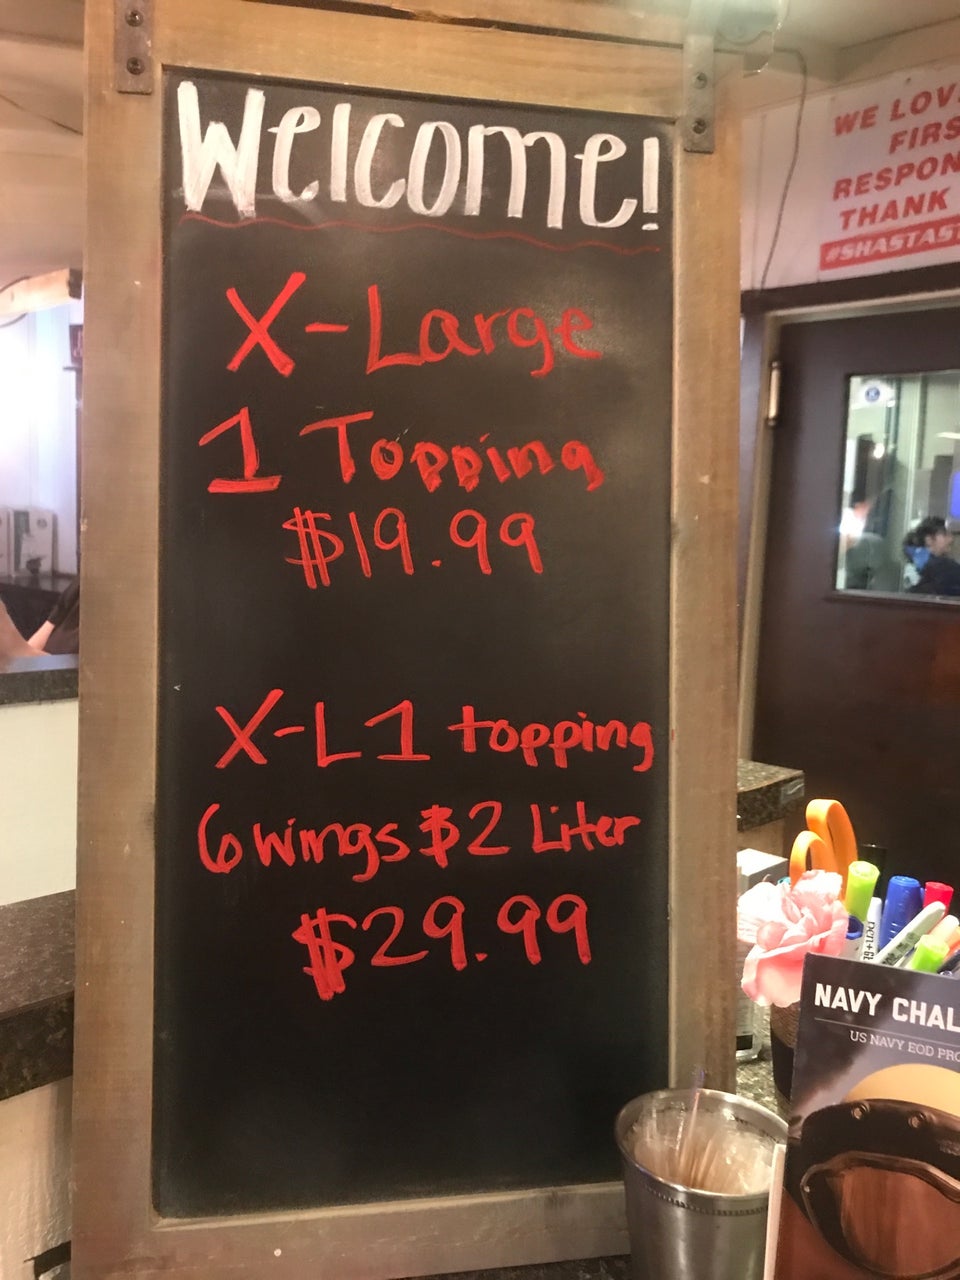 Welcome!
X-Large
1 Topping
$19.99
X-L 1 topping
6 wings $2 Liter
$29.99
WE LOV
FIRS
RESPON
THANK
#SHASTAST
NAVY CHAL
US NAVY EOD PRO